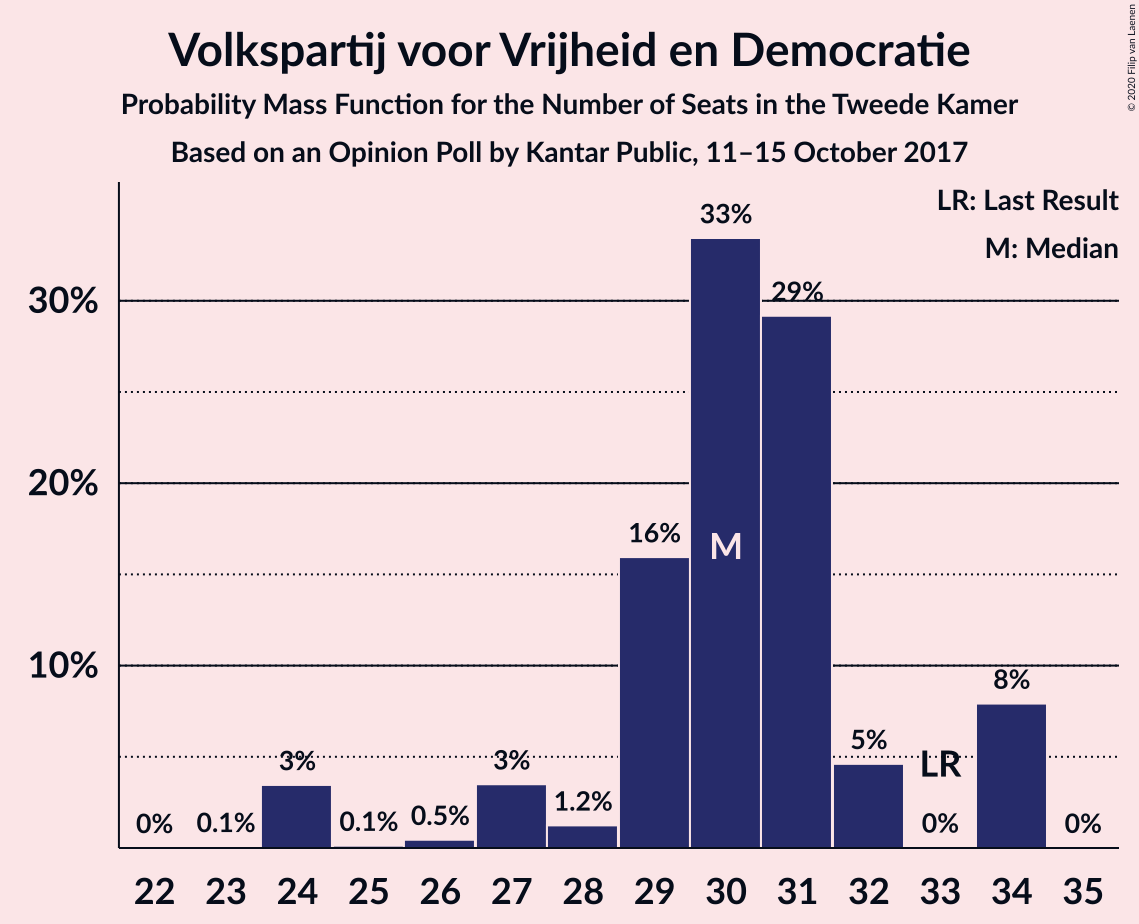 Volkspartij voor Vrijheid en Democratie
Probability Mass Function for the Number of Seats in the Tweede Kamer
Based on an Opinion Poll by Kantar Public, 11–15 October 2017
© 2020 Filip van Laenen
LR: Last Result
M: Median
30%
20%
10%
0%
0.1%
3%
0.1%
0.5%
3%
1.2%
16%
33%
M
29%
5%
LR
0%
8%
0%
22 23 24 25 26 27 28 29 30 31 32 33 34 35